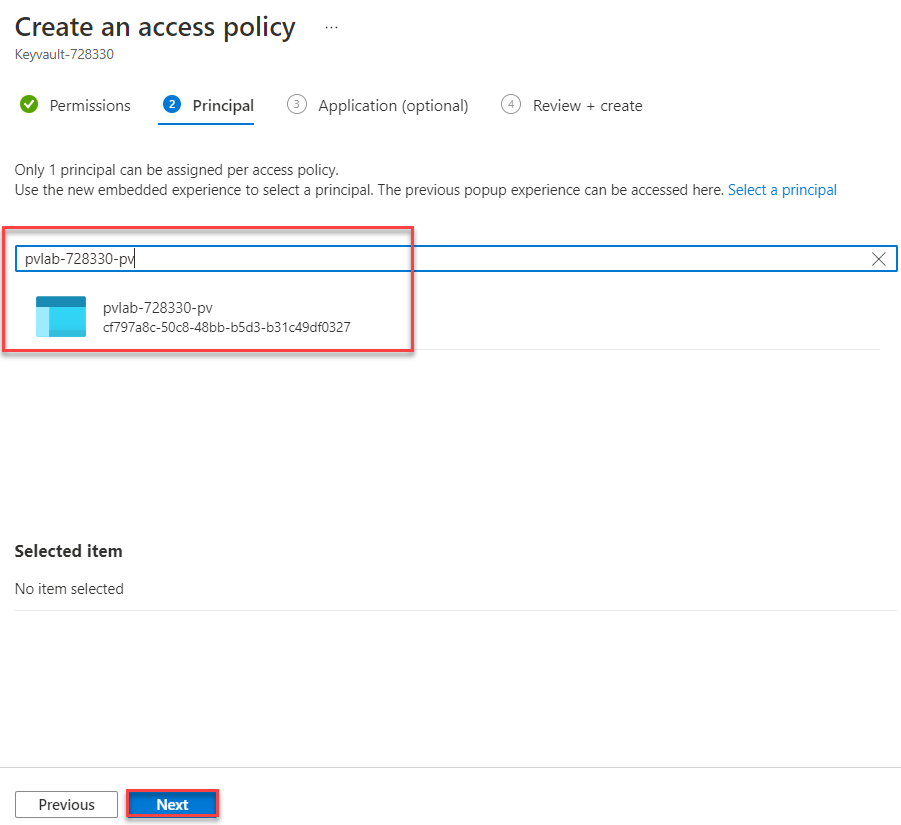 Create an access policy ...
Keyvault-728330
Permissions 2 Principal 3 Application (optional) 4 Review + create
Only 1 principal can be assigned per access policy.
Use the new embedded experience to select a principal. The previous popup experience can be accessed here. Select a principal
pvlab-728330-pv
pvlab-728330-pv
cf797a8c-50c8-48bb-b5d3-b31c49df0327
Selected item
No item selected
Previous Next